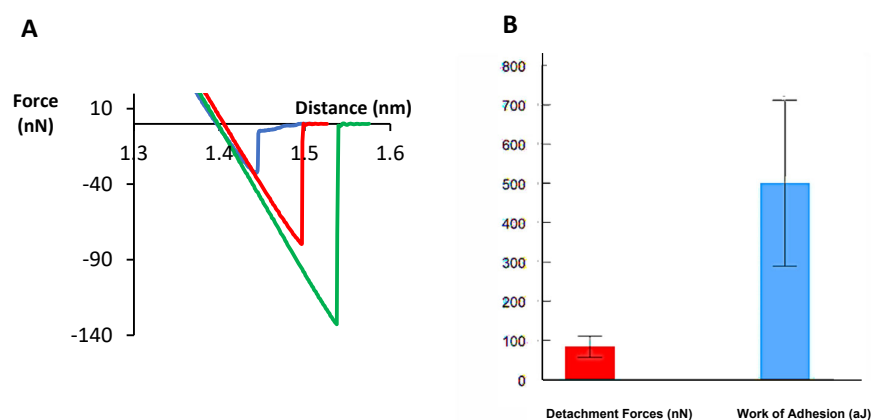 A
Force
(nN)
Distance (nm)
10
-40
-90
-140
1.3
1.4
1.5
1.6
B
800
700
600
500
400
300
200
100
0
Detachment Forces (nN)
Work of Adhesion (aJ)